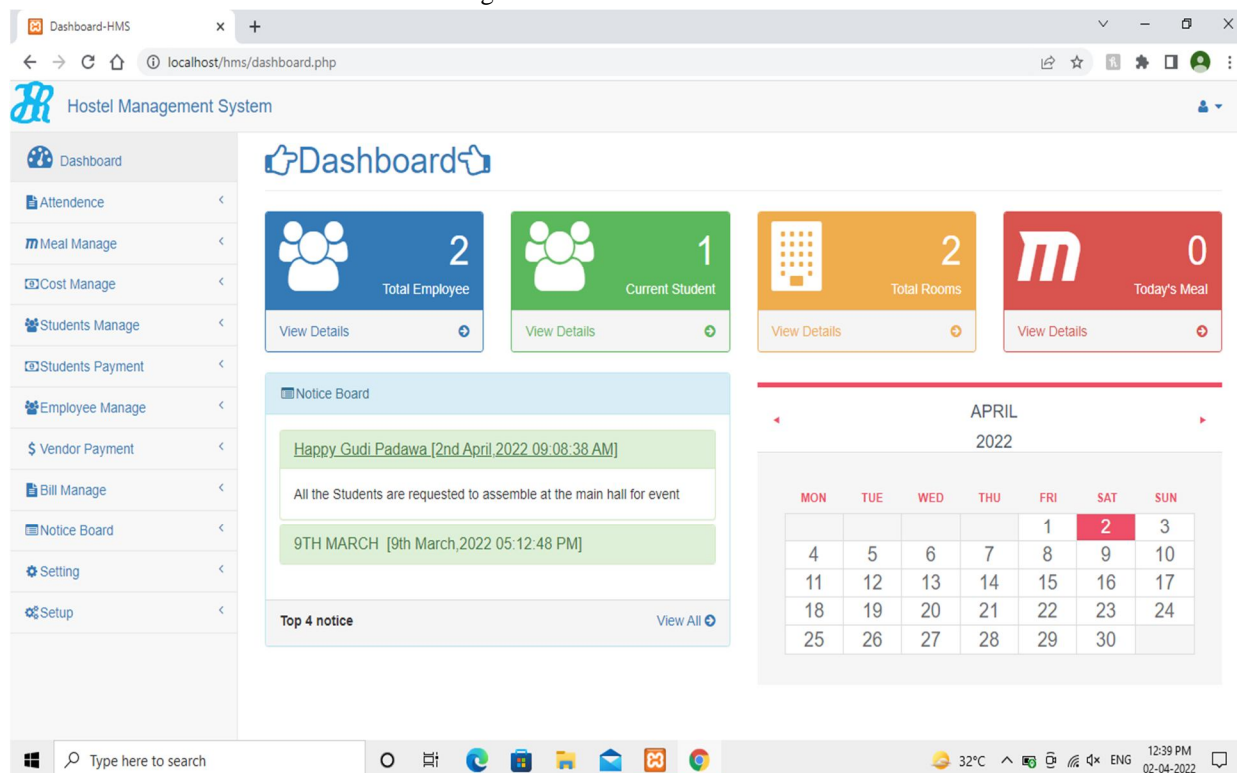 Dashboard-HMS
localhost/hms/dashboard.php
Hostel Management System
Dashboard
Attendence
Meal Manage
Cost Manage
Students Manage
Students Payment
Employee Manage
$ Vendor Payment
Bill Manage
Notice Board
Setting
Setup
Dashboard
2
Total Employee
View Details
1
Current Student
View Details
2
Total Rooms
View Details
m
0
Today's Meal
View Details
Notice Board
Happy Gudi Padawa [2nd April,2022 09:08:38 AM]
All the Students are requested to assemble at the main hall for event
9TH MARCH [9th March,2022 05:12:48 PM]
Top 4 notice
View All
APRIL
2022
MON TUE WED THU FRI SAT SUN
1 2 3
4 5 6 7 8 9 10
11 12 13 14 15 16 17
18 19 20 21 22 23 24
25 26 27 28 29 30
Type here to search
32°C
ENG
12:39 PM
02-04-2022